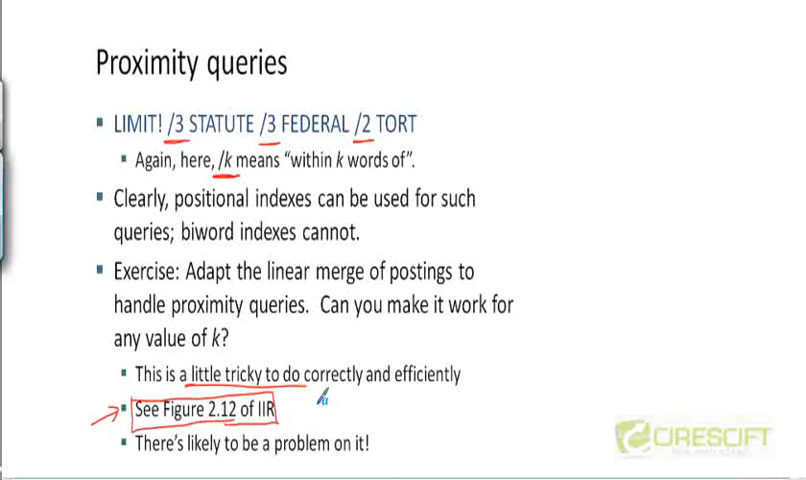 Proximity queries
LIMIT! /3 STATUTE /3 FEDERAL /2 TORT
Again, here, /k means “within k words of”.
Clearly, positional indexes can be used for such
queries; biword indexes cannot.
Exercise: Adapt the linear merge of postings to
handle proximity queries. Can you make it work for
any value of k?
This is a little tricky to do correctly and efficiently
See Figure 2.12 of IIR
There’s likely to be a problem on it!